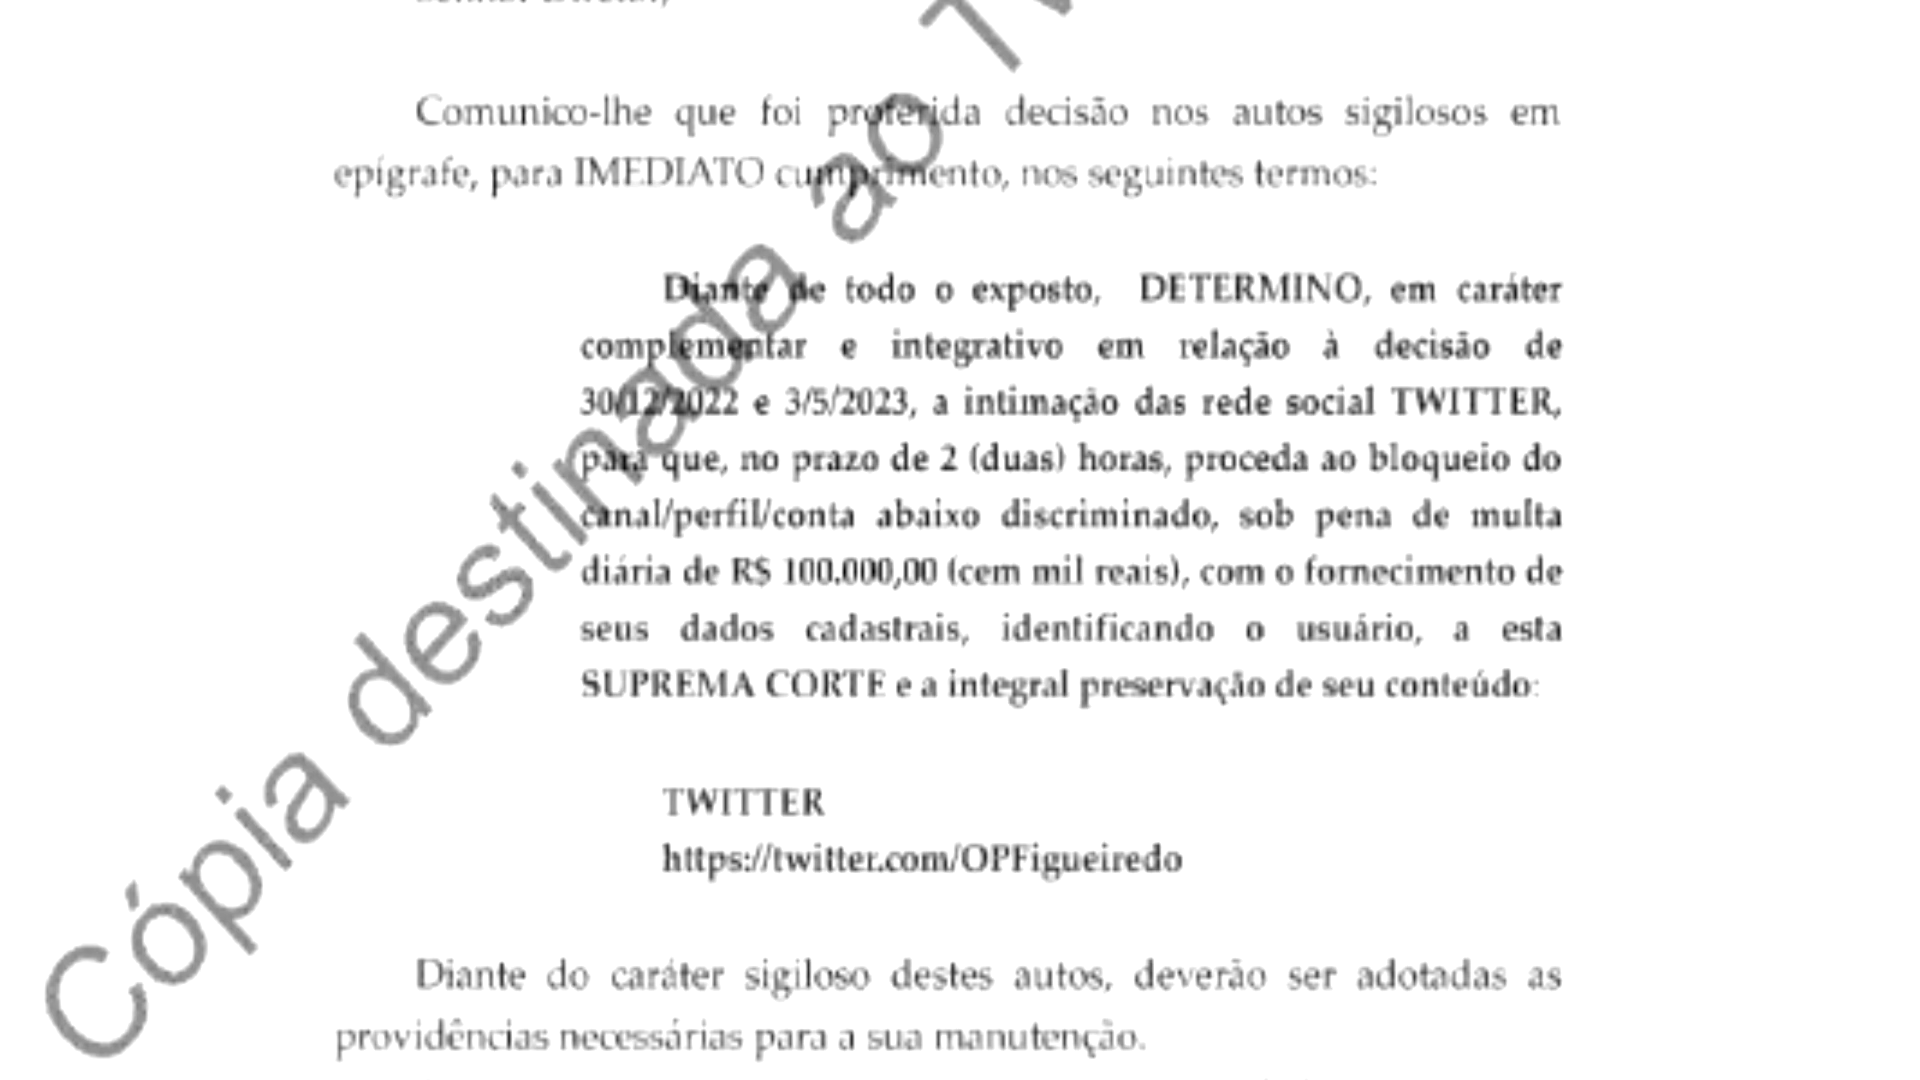 Comunico-lhe que foi proferida decisão nos autos sigilosos em
epígrafe, para IMEDIATO cumprimento, nos seguintes termos:
Diante de todo o exposto, DETERMINO, em caráter
complementar e integrativo em relação à decisão de
30/12/2022 e 3/5/2023, a intimação das rede social TWITTER,
para que, no prazo de 2 (duas) horas, proceda ao bloqueio do
canal/perfil/conta abaixo discriminado, sob pena de multa
diária de R$ 100.000,00 (cem mil reais), com o fornecimento de
seus dados cadastrais, identificando o usuário, a esta
SUPREMA CORTE e a integral preservação de seu conteúdo:
TWITTER
https://twitter.com/OPFigueiredo
Diante do caráter sigiloso destes autos, deverão ser adotadas as
providências necessárias para a sua manutenção.
Cópia destinada ao